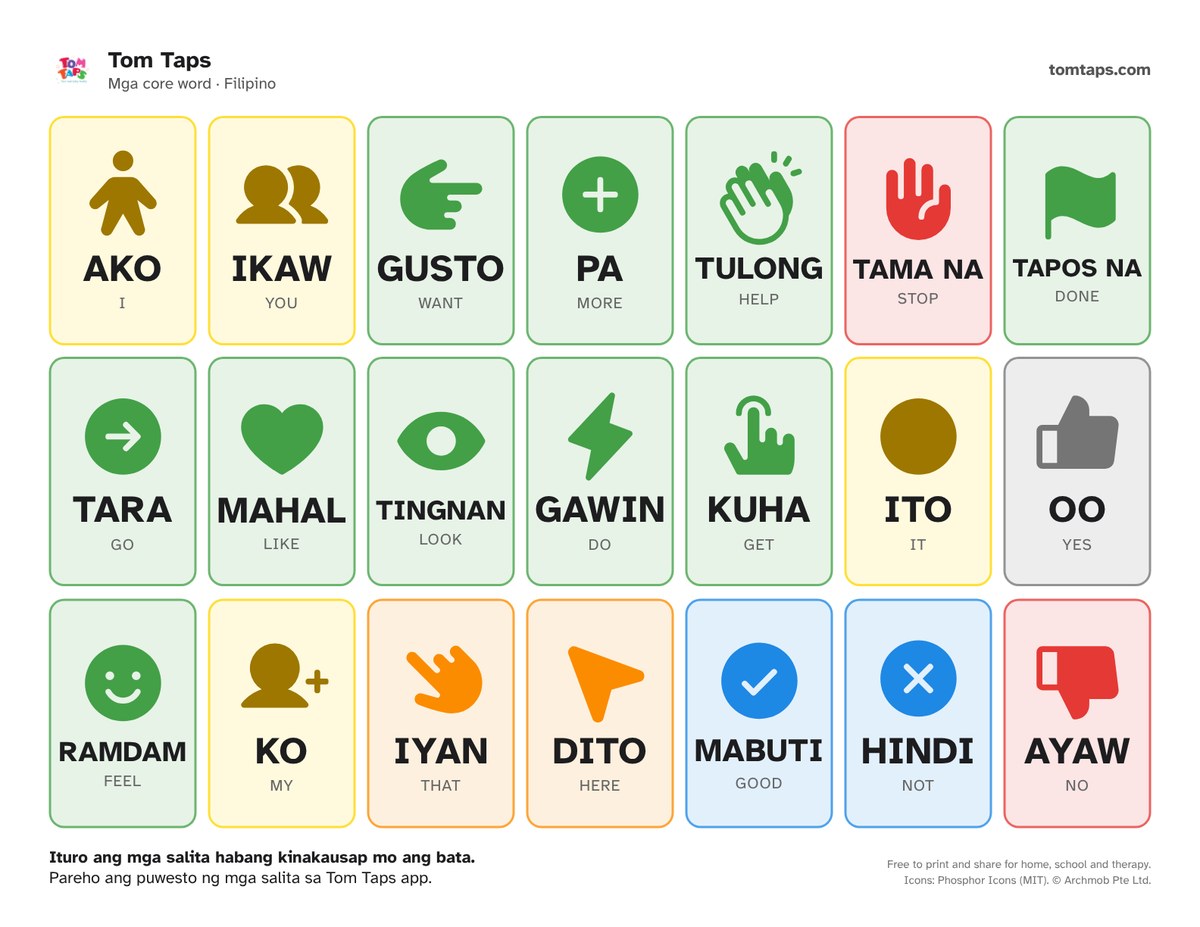 TOM TAPS
Tom Taps
Mga core word · Filipino
tomtaps.com
AKO
I
IKAW
YOU
GUSTO
WANT
PA
MORE
TULONG
HELP
TAMA NA
STOP
TAPOS NA
DONE
TARA
GO
MAHAL
LIKE
TINGNAN
LOOK
GAWIN
DO
KUHA
GET
ITO
IT
OO
YES
RAMDAM
FEEL
KO
MY
IYAN
THAT
DITO
HERE
MABUTI
GOOD
HINDI
NOT
AYAW
NO
Ituro ang mga salita habang kinakausap mo ang bata.
Pareho ang puwesto ng mga salita sa Tom Taps app.
Free to print and share for home, school and therapy.
Icons: Phosphor Icons (MIT). © Archmob Pte Ltd.